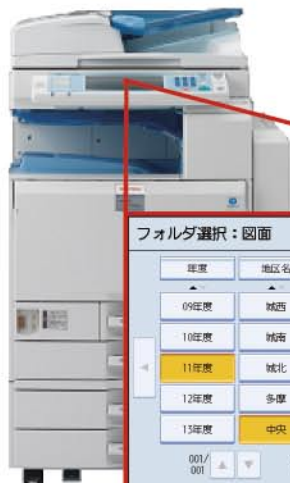 フォルダ選択：図面
年度 地区名
09年度 城西
10年度 城南
11年度 城北
12年度 多摩
13年度 中央
001/
001